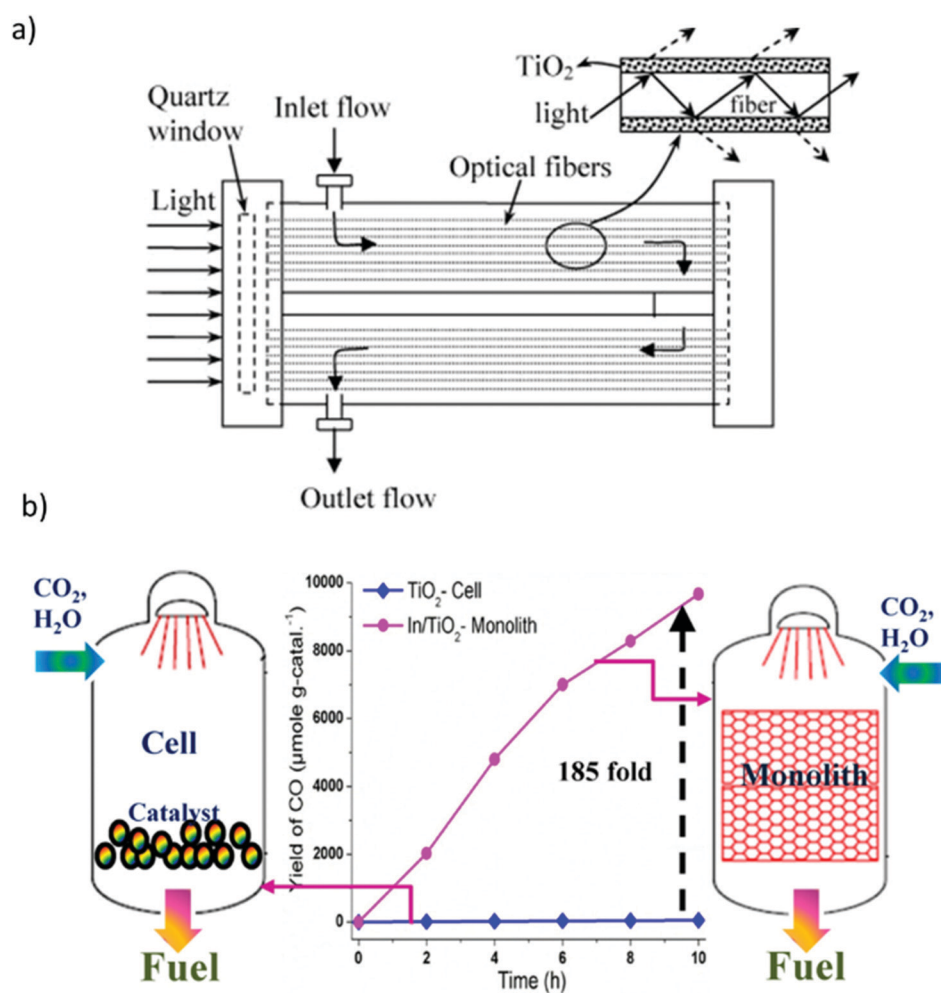 a)
TiO₂
light
fiber
Quartz
window
Inlet flow
Optical fibers
Light
Outlet flow
b)
CO₂,
H₂O
Cell
Catalyst
Fuel
Yield of CO (µmole g-catal.⁻¹)
10000
8000
6000
4000
2000
0
TiO₂- Cell
In/TiO₂- Monolith
185 fold
0 2 4 6 8 10
Time (h)
CO₂,
H₂O
Monolith
Fuel